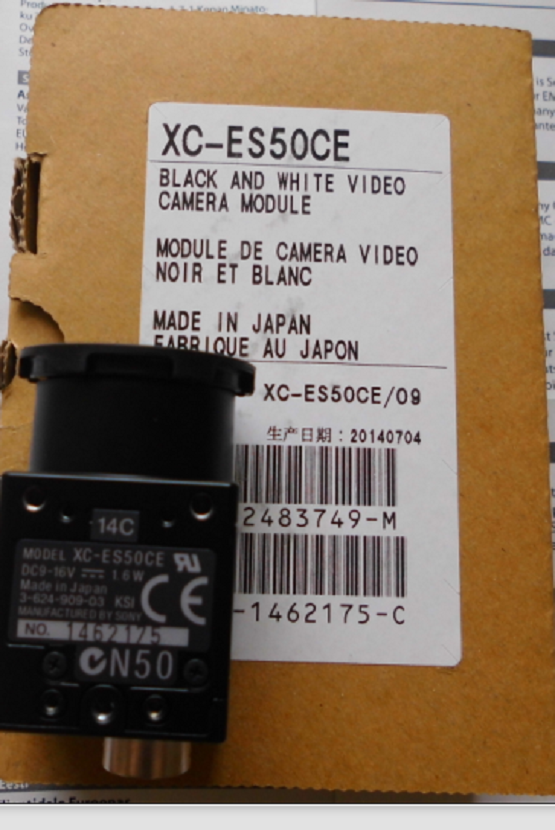 XC-ES50CE
BLACK AND WHITE VIDEO
CAMERA MODULE
MODULE DE CAMERA VIDEO
NOIR ET BLANC
MADE IN JAPAN
FABRIQUE AU JAPON
XC-ES50CE/09
生产日期：20140704
2483749-M
-1462175-C
14C
MODEL XC-ES50CE
DC9-16V 1.6W
Made in Japan
3-624-909-03 KSI
MANUFACTURED BY SONY
CE
NO. 1462175
N50